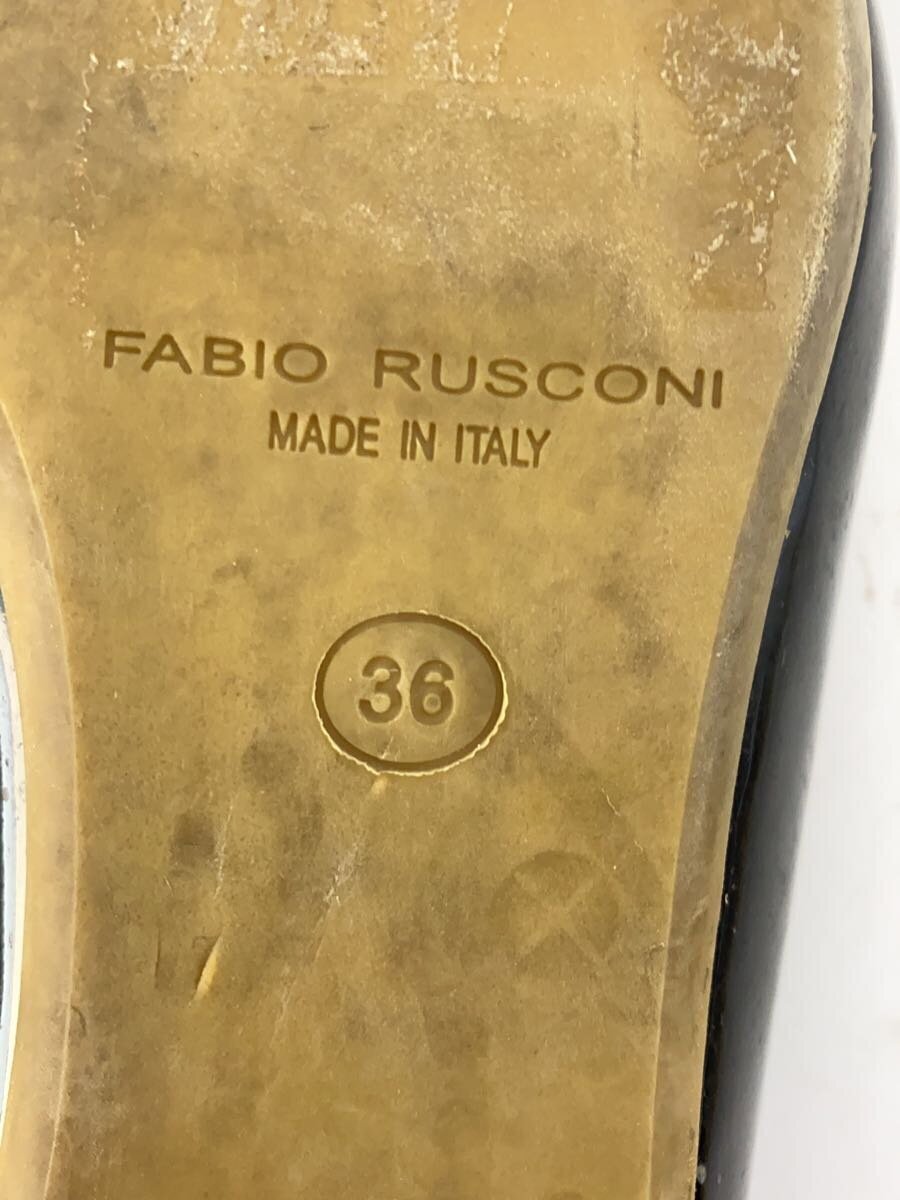 FABIO RUSCONI
MADE IN ITALY
36